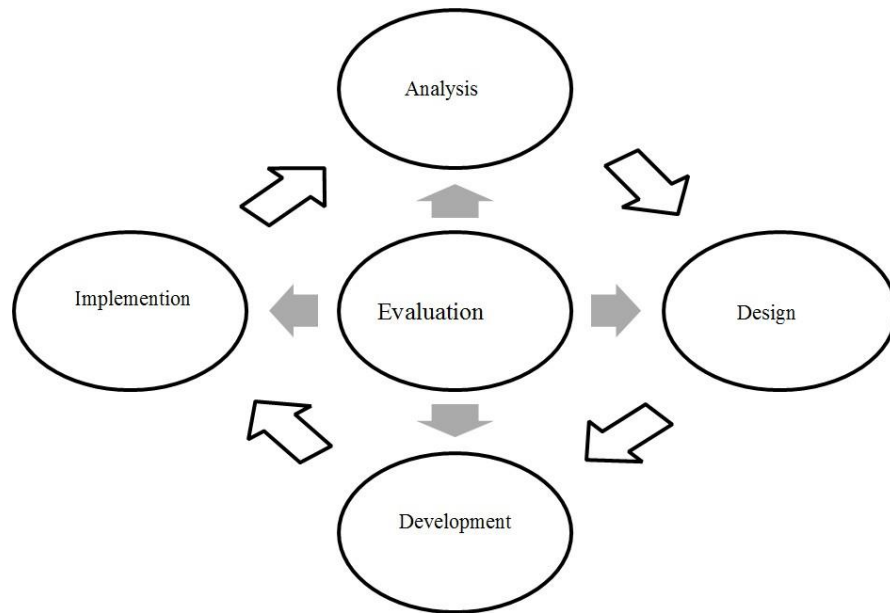 Analysis
Implemention
Evaluation
Design
Development